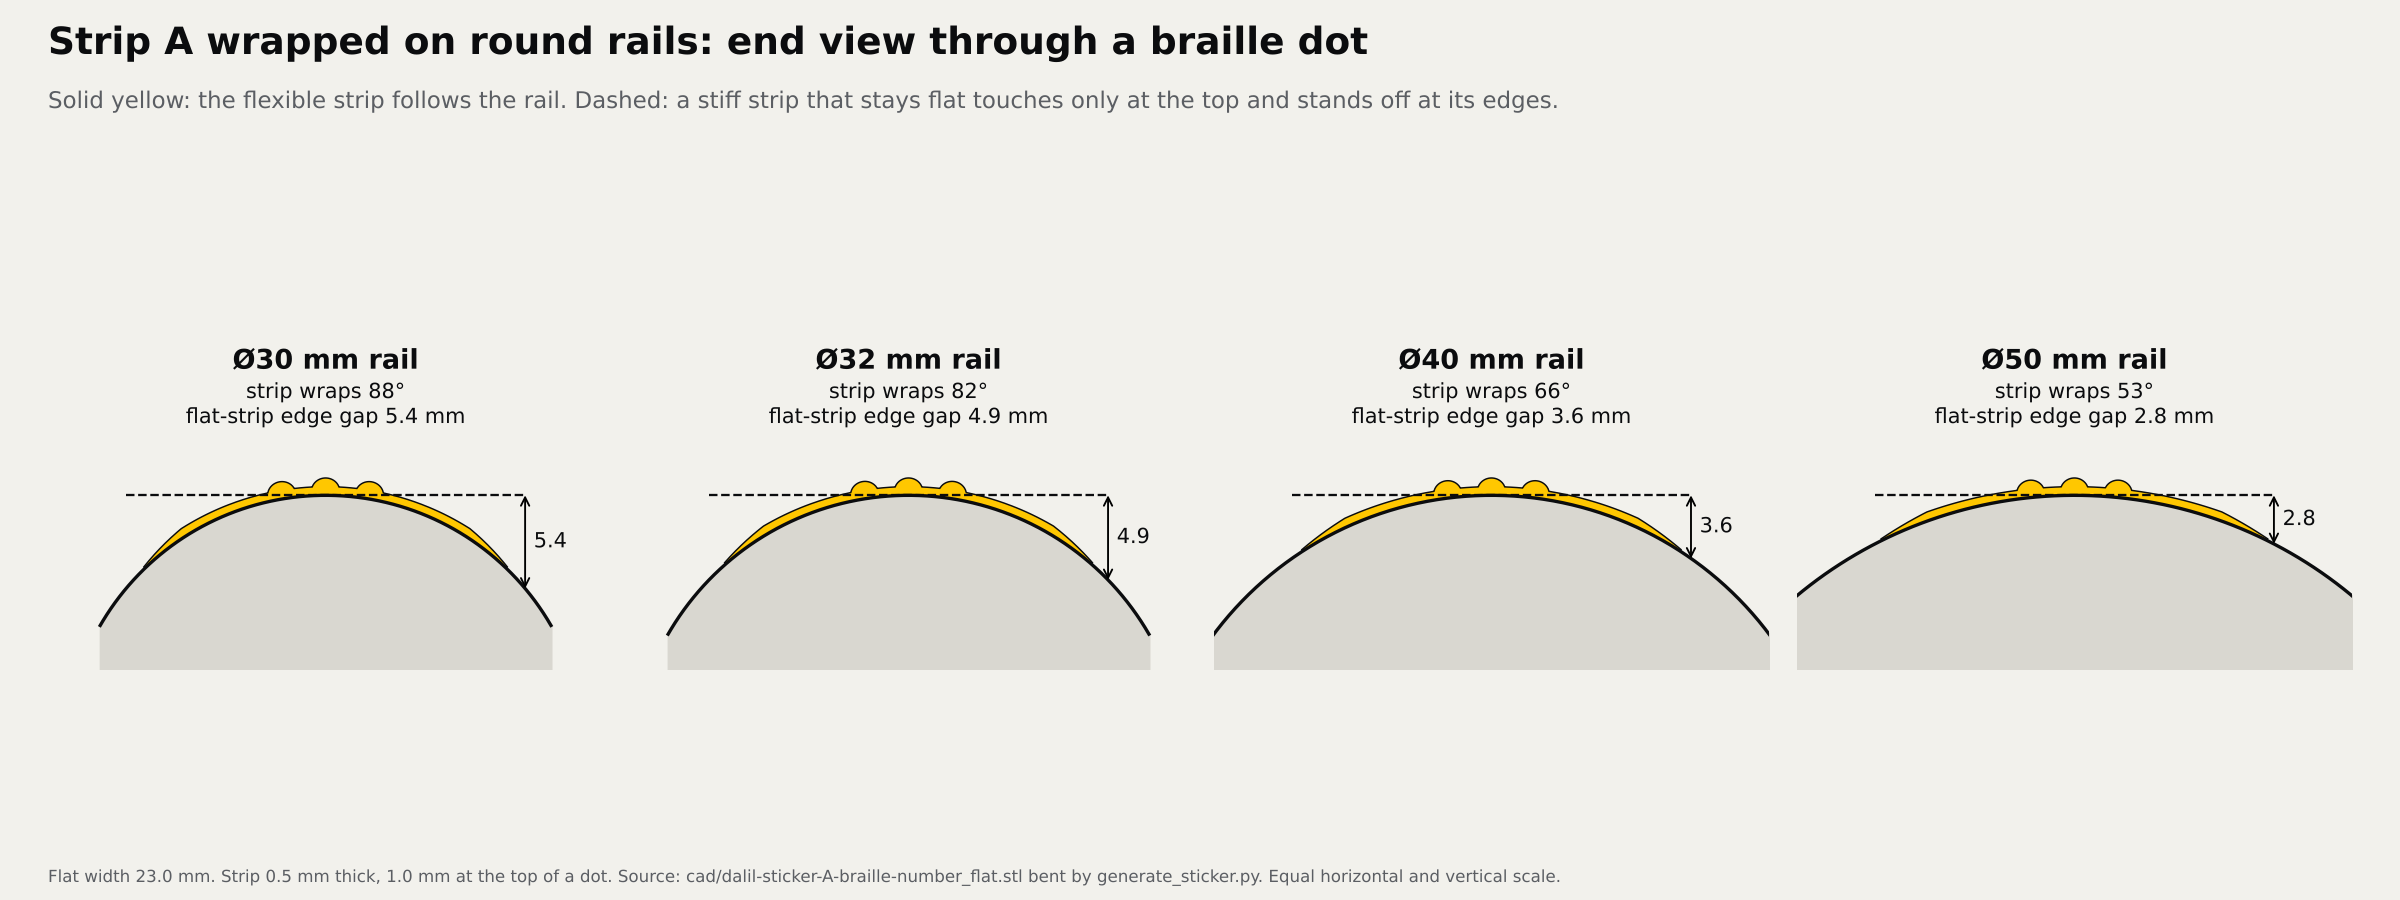 Strip A wrapped on round rails: end view through a braille dot
Solid yellow: the flexible strip follows the rail. Dashed: a stiff strip that stays flat touches only at the top and stands off at its edges.
Ø30 mm rail
strip wraps 88°
flat-strip edge gap 5.4 mm
5.4
Ø32 mm rail
strip wraps 82°
flat-strip edge gap 4.9 mm
4.9
Ø40 mm rail
strip wraps 66°
flat-strip edge gap 3.6 mm
3.6
Ø50 mm rail
strip wraps 53°
flat-strip edge gap 2.8 mm
2.8
Flat width 23.0 mm. Strip 0.5 mm thick, 1.0 mm at the top of a dot. Source: cad/dalil-sticker-A-braille-number_flat.stl bent by generate_sticker.py. Equal horizontal and vertical scale.